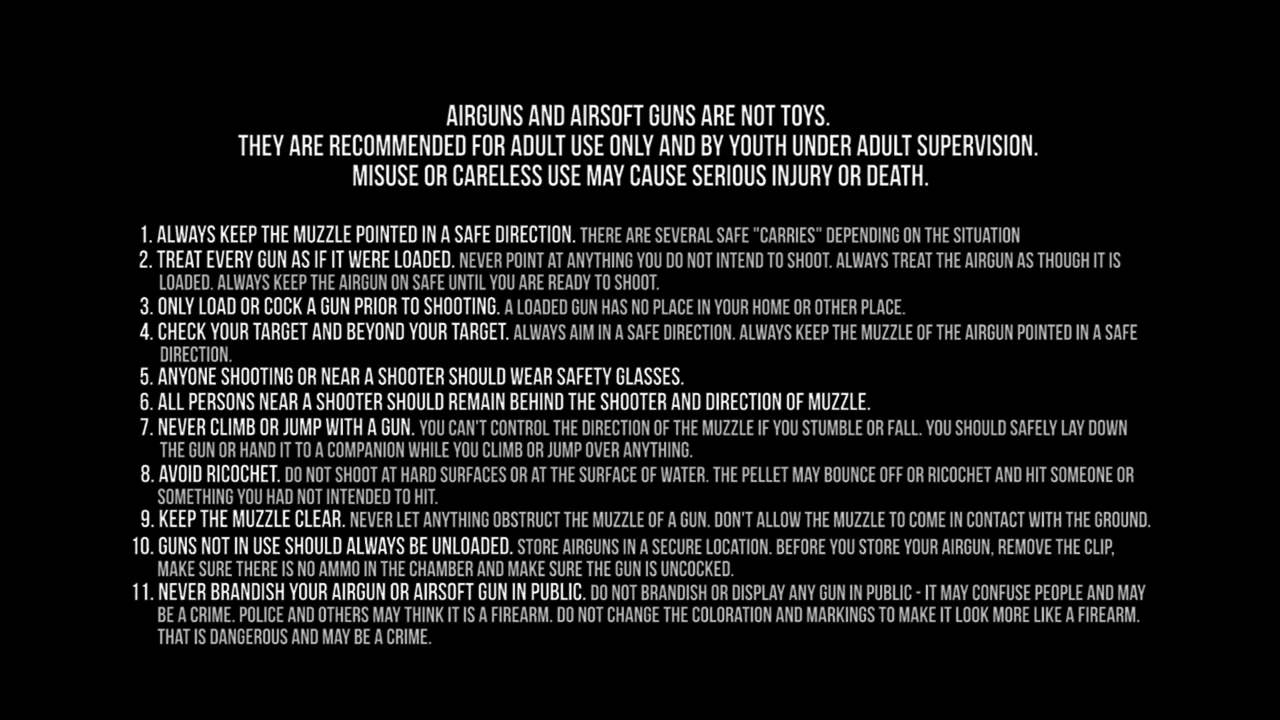 AIRGUNS AND AIRSOFT GUNS ARE NOT TOYS.
THEY ARE RECOMMENDED FOR ADULT USE ONLY AND BY YOUTH UNDER ADULT SUPERVISION.
MISUSE OR CARELESS USE MAY CAUSE SERIOUS INJURY OR DEATH.
1. ALWAYS KEEP THE MUZZLE POINTED IN A SAFE DIRECTION. THERE ARE SEVERAL SAFE "CARRIES" DEPENDING ON THE SITUATION
2. TREAT EVERY GUN AS IF IT WERE LOADED. NEVER POINT AT ANYTHING YOU DO NOT INTEND TO SHOOT. ALWAYS TREAT THE AIRGUN AS THOUGH IT IS
LOADED. ALWAYS KEEP THE AIRGUN ON SAFE UNTIL YOU ARE READY TO SHOOT.
3. ONLY LOAD OR COCK A GUN PRIOR TO SHOOTING. A LOADED GUN HAS NO PLACE IN YOUR HOME OR OTHER PLACE.
4. CHECK YOUR TARGET AND BEYOND YOUR TARGET. ALWAYS AIM IN A SAFE DIRECTION. ALWAYS KEEP THE MUZZLE OF THE AIRGUN POINTED IN A SAFE
DIRECTION.
5. ANYONE SHOOTING OR NEAR A SHOOTER SHOULD WEAR SAFETY GLASSES.
6. ALL PERSONS NEAR A SHOOTER SHOULD REMAIN BEHIND THE SHOOTER AND DIRECTION OF MUZZLE.
7. NEVER CLIMB OR JUMP WITH A GUN. YOU CAN'T CONTROL THE DIRECTION OF THE MUZZLE IF YOU STUMBLE OR FALL. YOU SHOULD SAFELY LAY DOWN
THE GUN OR HAND IT TO A COMPANION WHILE YOU CLIMB OR JUMP OVER ANYTHING.
8. AVOID RICOCHET. DO NOT SHOOT AT HARD SURFACES OR AT THE SURFACE OF WATER. THE PELLET MAY BOUNCE OFF OR RICOCHET AND HIT SOMEONE OR
SOMETHING YOU HAD NOT INTENDED TO HIT.
9. KEEP THE MUZZLE CLEAR. NEVER LET ANYTHING OBSTRUCT THE MUZZLE OF A GUN. DON'T ALLOW THE MUZZLE TO COME IN CONTACT WITH THE GROUND.
10. GUNS NOT IN USE SHOULD ALWAYS BE UNLOADED. STORE AIRGUNS IN A SECURE LOCATION. BEFORE YOU STORE YOUR AIRGUN, REMOVE THE CLIP,
MAKE SURE THERE IS NO AMMO IN THE CHAMBER AND MAKE SURE THE GUN IS UNCOCKED.
11. NEVER BRANDISH YOUR AIRGUN OR AIRSOFT GUN IN PUBLIC. DO NOT BRANDISH OR DISPLAY ANY GUN IN PUBLIC - IT MAY CONFUSE PEOPLE AND MAY
BE A CRIME. POLICE AND OTHERS MAY THINK IT IS A FIREARM. DO NOT CHANGE THE COLORATION AND MARKINGS TO MAKE IT LOOK MORE LIKE A FIREARM.
THAT IS DANGEROUS AND MAY BE A CRIME.